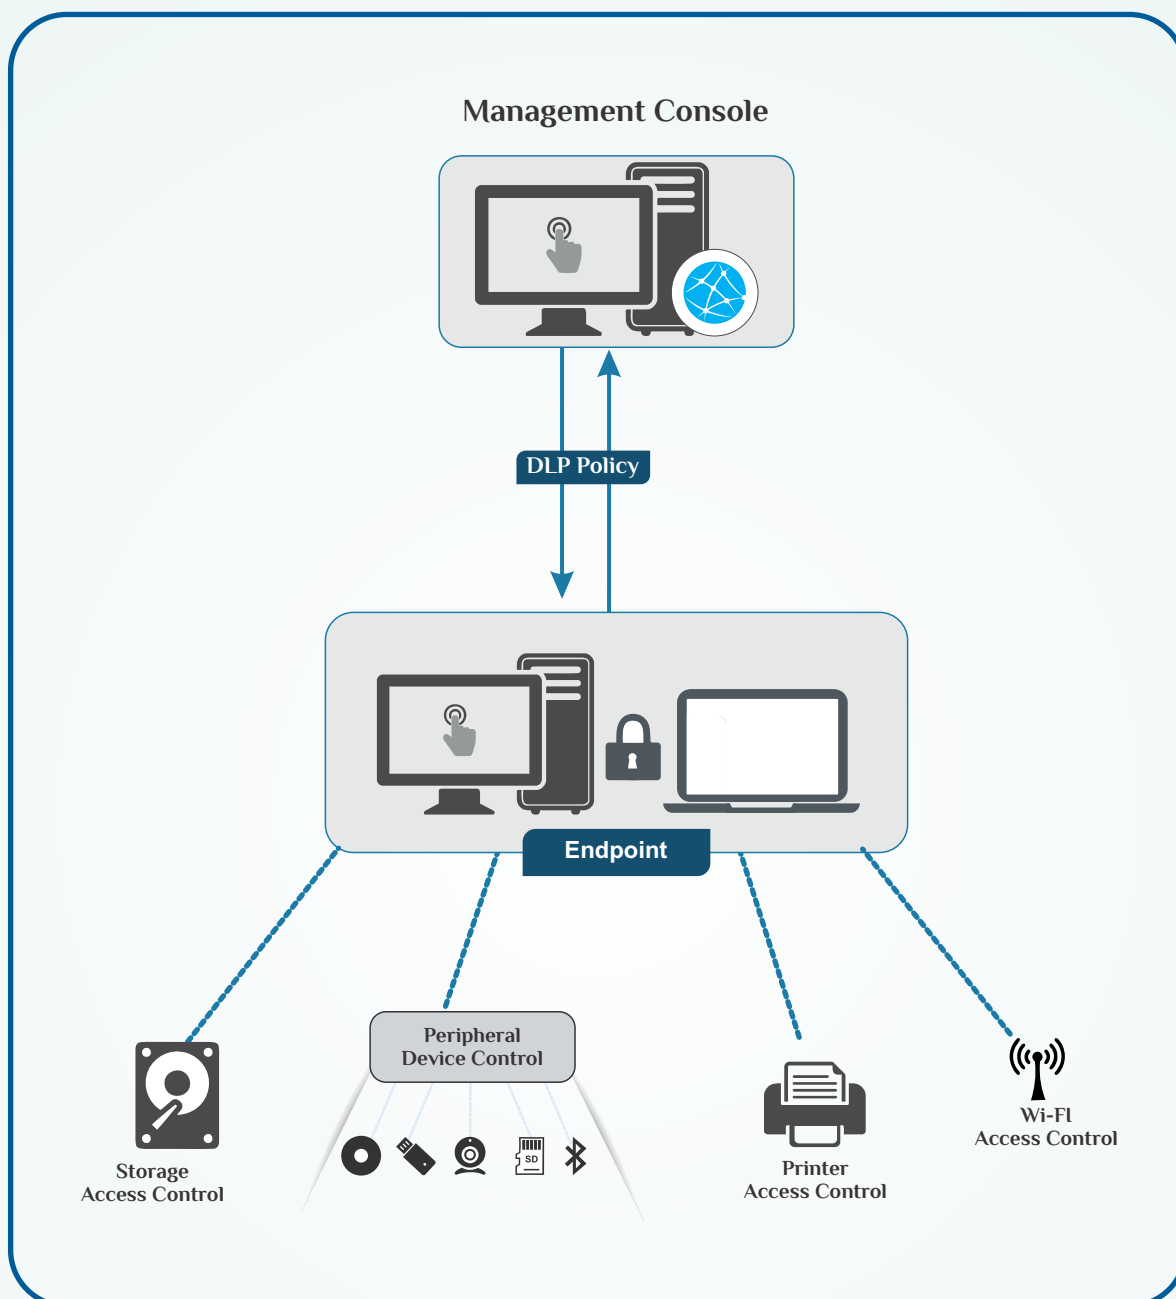 Management Console
DLP Policy
Endpoint
Peripheral
Device Control
SD
Storage
Access Control
Printer
Access Control
Wi-FI
Access Control